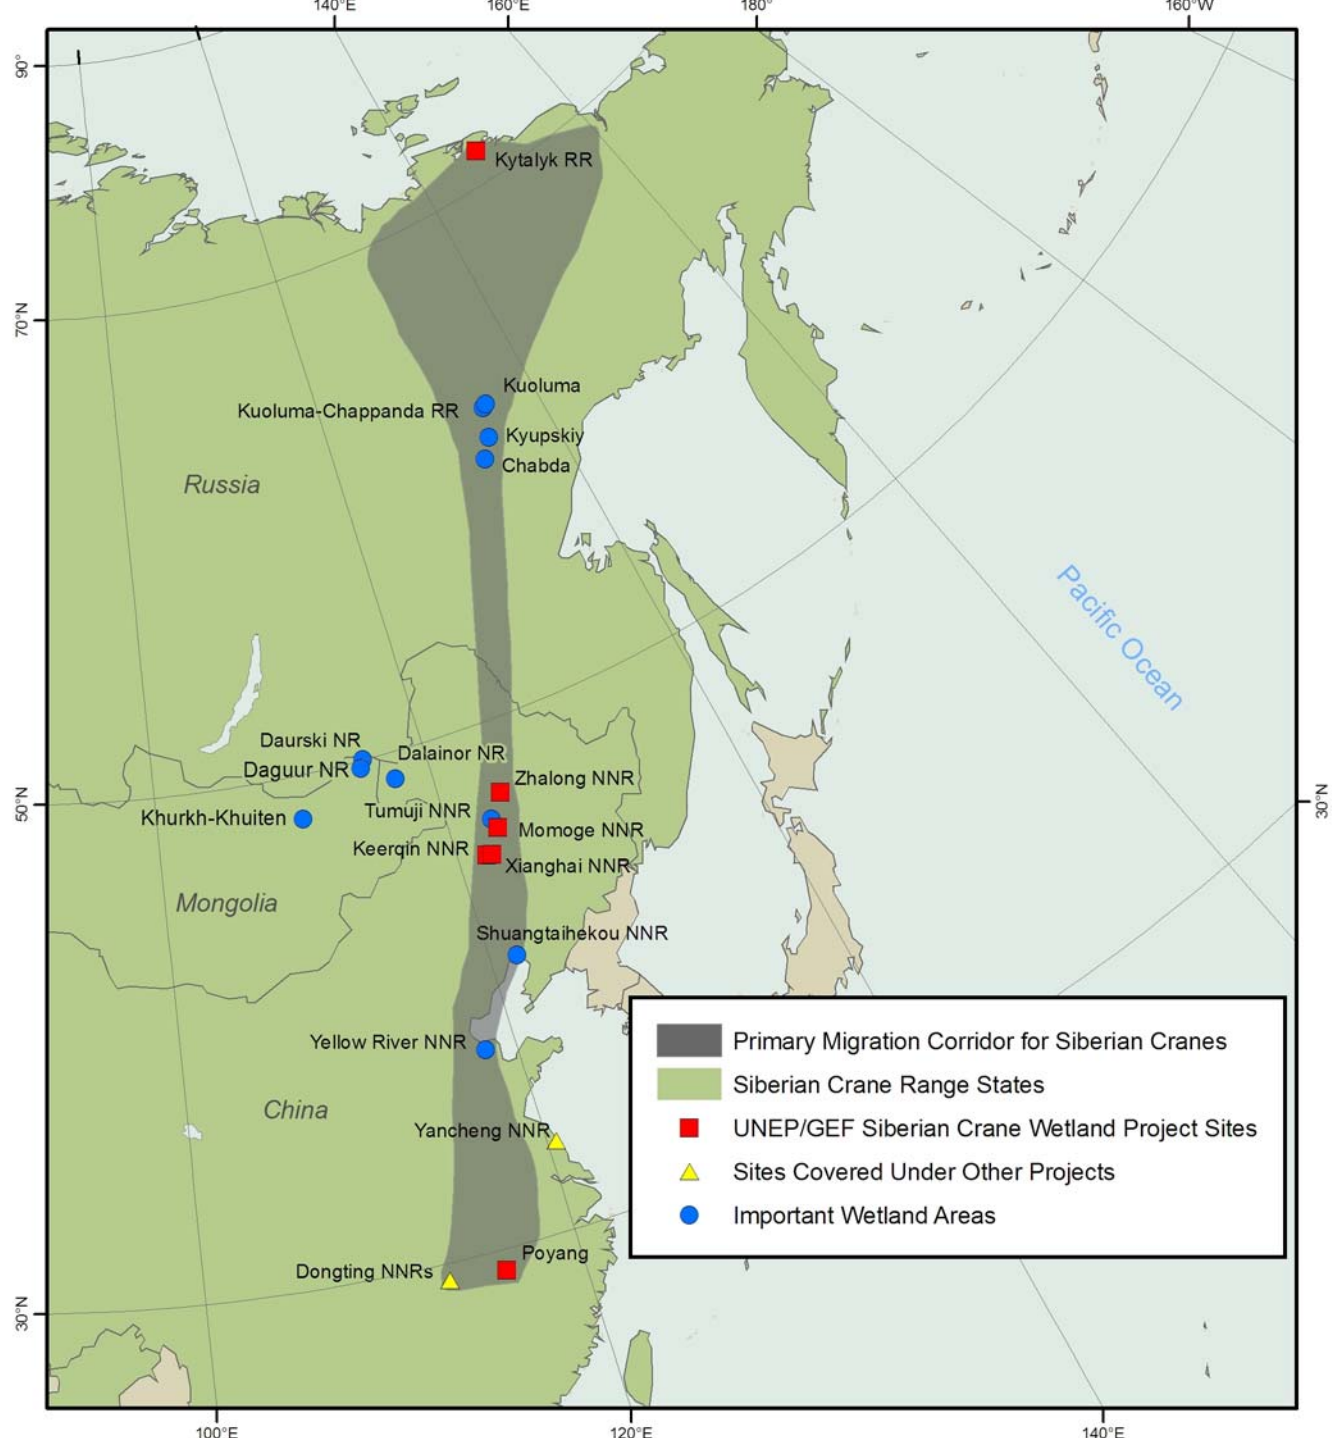 140°E
160°E
180°
160°W
90°
Kytalyk RR
70°N
Kuoluma
Kuoluma-Chappanda RR
Kyupskiy
Chabda
Russia
Pacific Ocean
Daurski NR
Dalainor NR
Daguur NR
Zhalong NNR
50°N
30°N
Khurkh-Khuiten
Tumuji NNR
Momoge NNR
Keerqin NNR
Xianghai NNR
Mongolia
Shuangtaihekou NNR
Yellow River NNR
China
Yancheng NNR
Primary Migration Corridor for Siberian Cranes
Siberian Crane Range States
UNEP/GEF Siberian Crane Wetland Project Sites
Sites Covered Under Other Projects
Important Wetland Areas
Poyang
Dongting NNRs
30°N
100°E
120°E
140°E